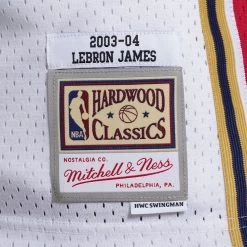 2003-04
LEBRON JAMES
HARDWOOD
NBA
CLASSICS
NOSTALGIA CO.
Mitchell & Ness
PHILADELPHIA, PA.
HWC SWINGMAN